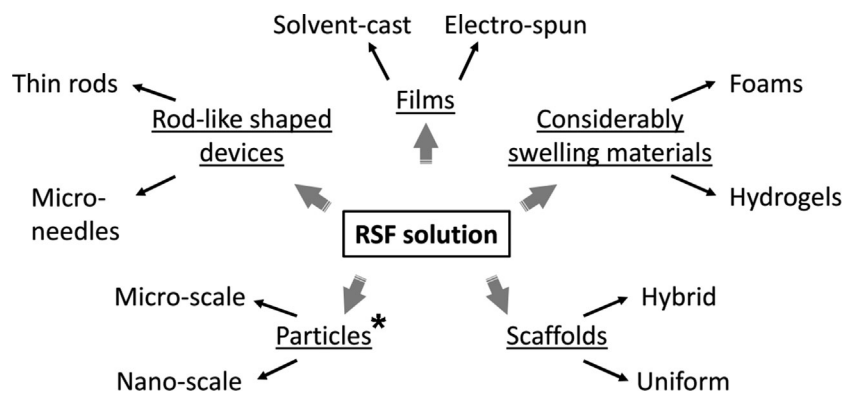 Solvent-cast
Electro-spun
Thin rods
Films
Foams
Rod-like shaped
devices
Considerably
swelling materials
Micro-
needles
Hydrogels
RSF solution
Micro-scale
Hybrid
Particles*
Scaffolds
Nano-scale
Uniform